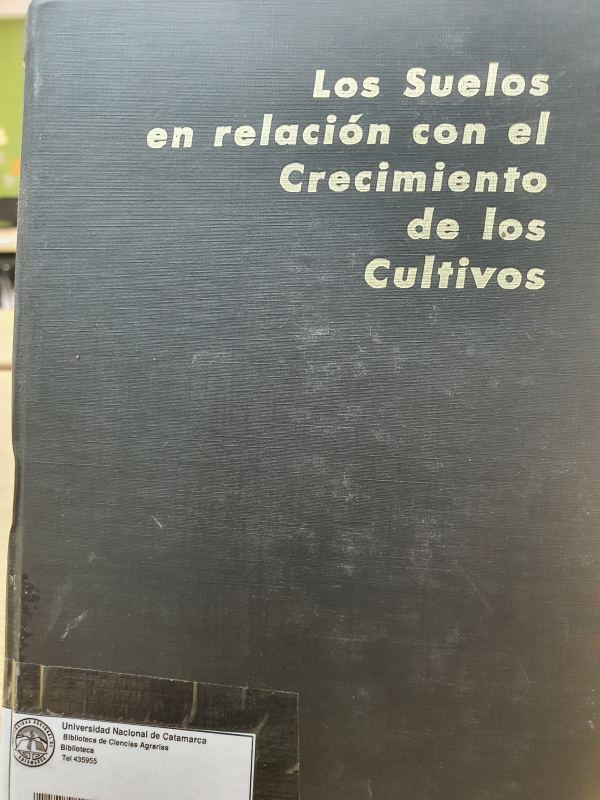 Los Suelos
en relación con el
Crecimiento
de los
Cultivos
Universidad Nacional de Catamarca
Biblioteca de Ciencias Agrarias
Biblioteca
Tel 435955